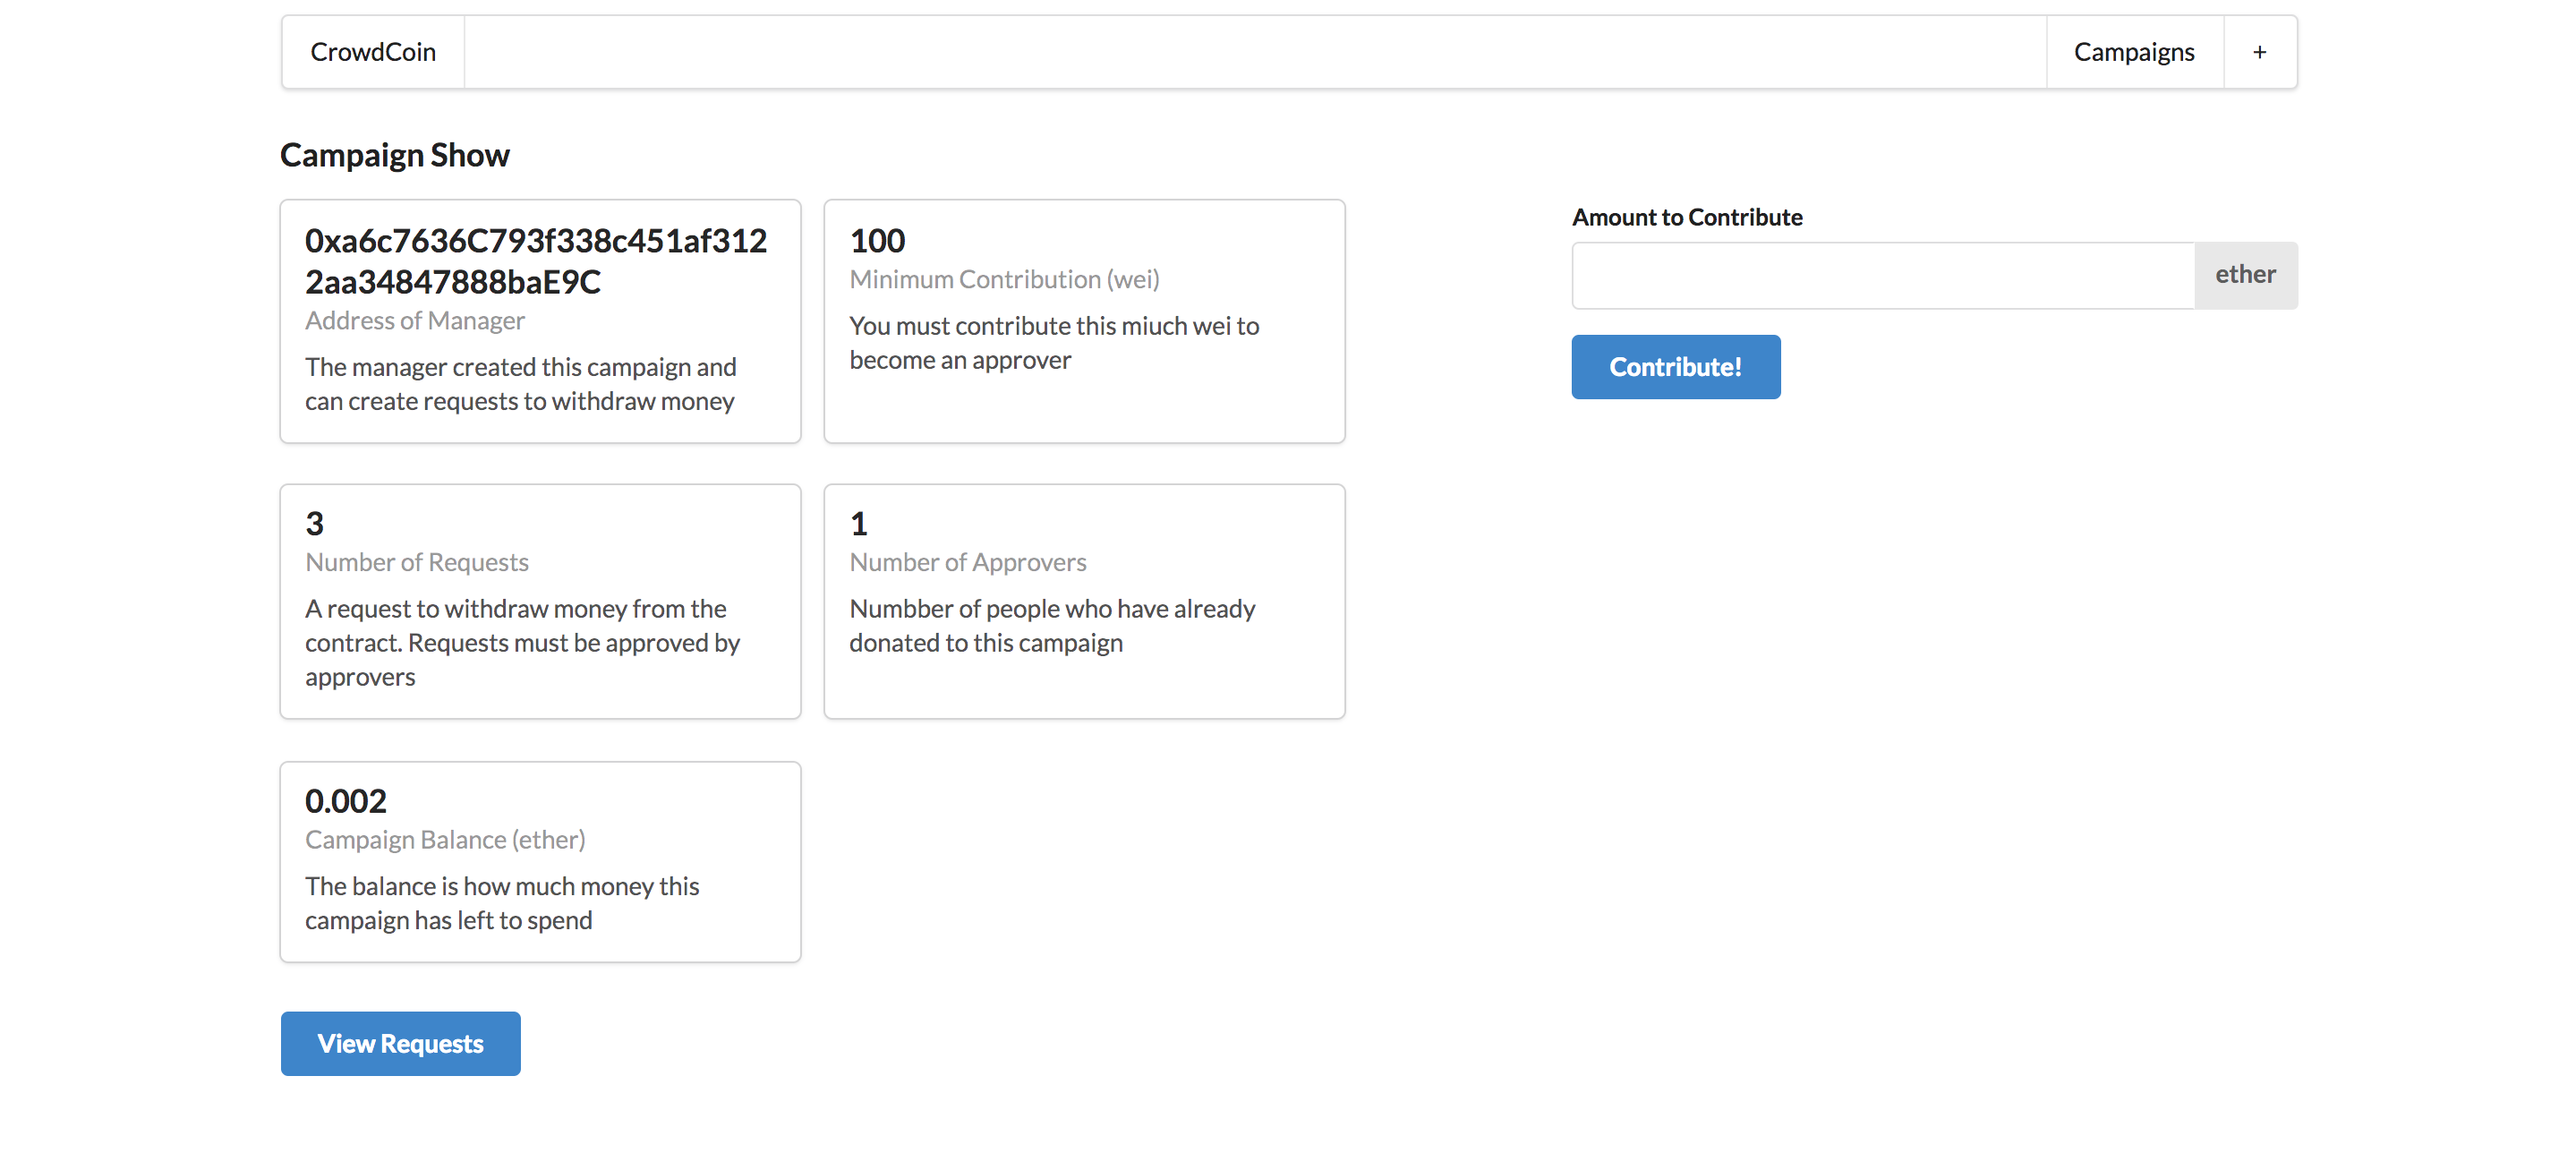 CrowdCoin
Campaigns
+
Campaign Show
0xa6c7636C793f338c451af312
2aa34847888baE9C
Address of Manager
The manager created this campaign and
can create requests to withdraw money
100
Minimum Contribution (wei)
You must contribute this miuch wei to
become an approver
Amount to Contribute
ether
Contribute!
3
Number of Requests
A request to withdraw money from the
contract. Requests must be approved by
approvers
1
Number of Approvers
Numbber of people who have already
donated to this campaign
0.002
Campaign Balance (ether)
The balance is how much money this
campaign has left to spend
View Requests